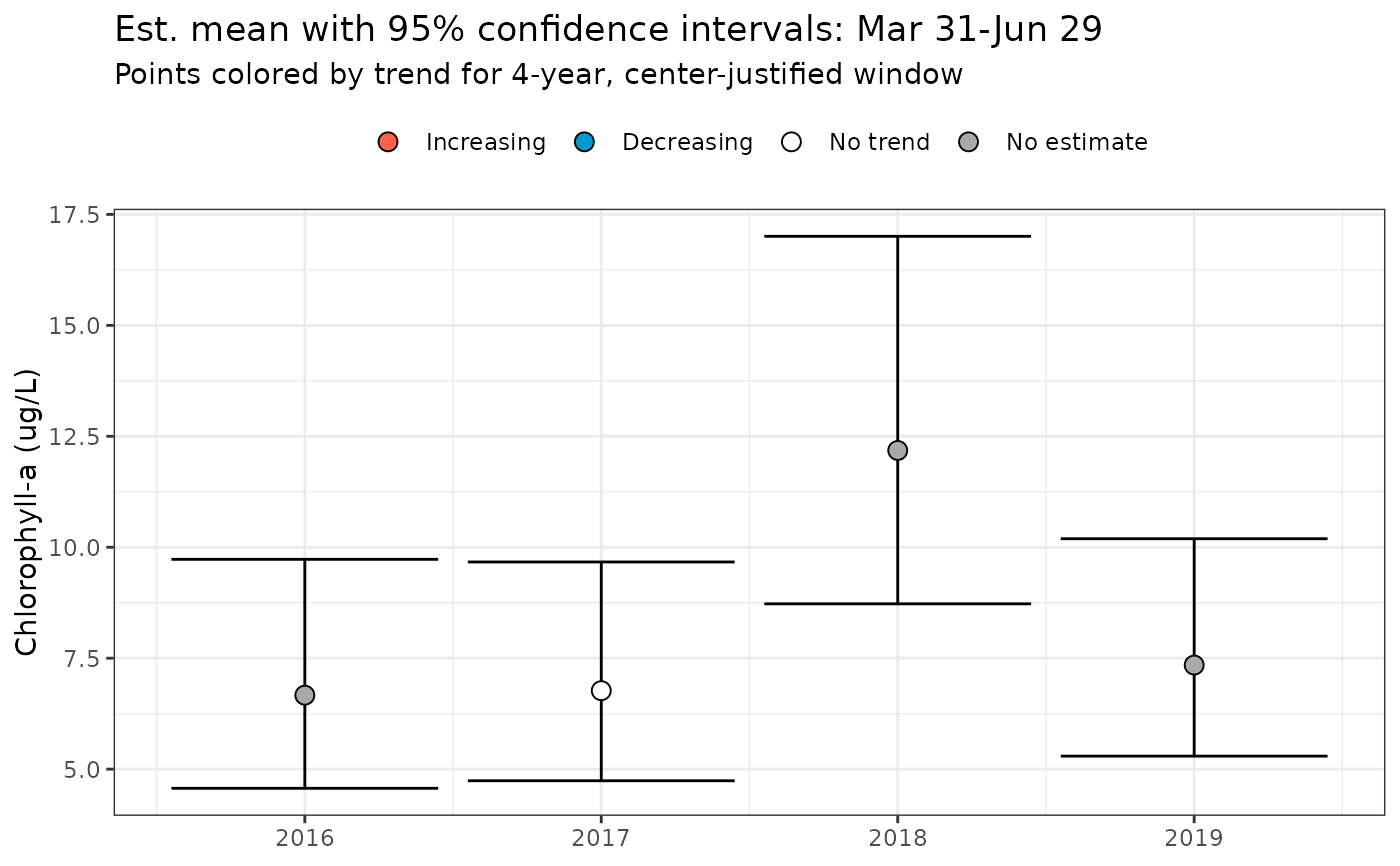 Est. mean with 95% confidence intervals: Mar 31-Jun 29
Points colored by trend for 4-year, center-justified window
Increasing Decreasing No trend No estimate
17.5
15.0
12.5
10.0
7.5
5.0
Chlorophyll-a (ug/L)
2016 2017 2018 2019